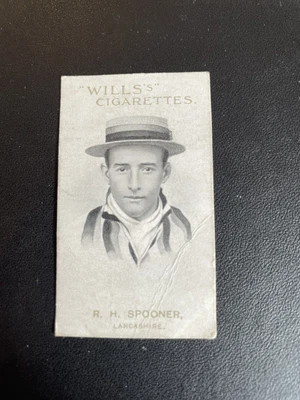 "WILLS's"
CIGARETTES.
R. H. SPOONER,
LANCASHIRE.